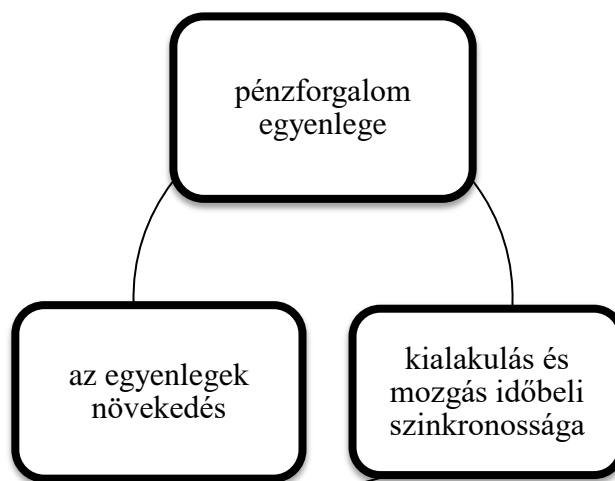 pénzforgalom
egyenlege
az egyenlegek
növekedés
kialakulás és
mozgás időbeli
szinkronossága